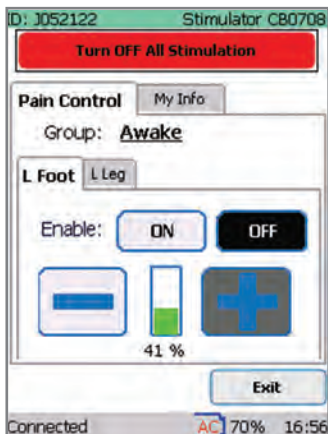 ID: J052122 Stimulator CB0708
Turn OFF All Stimulation
Pain Control My Info
Group: Awake
L Foot L Leg
Enable: ON OFF
41 %
Exit
Connected AC 70% 16:56